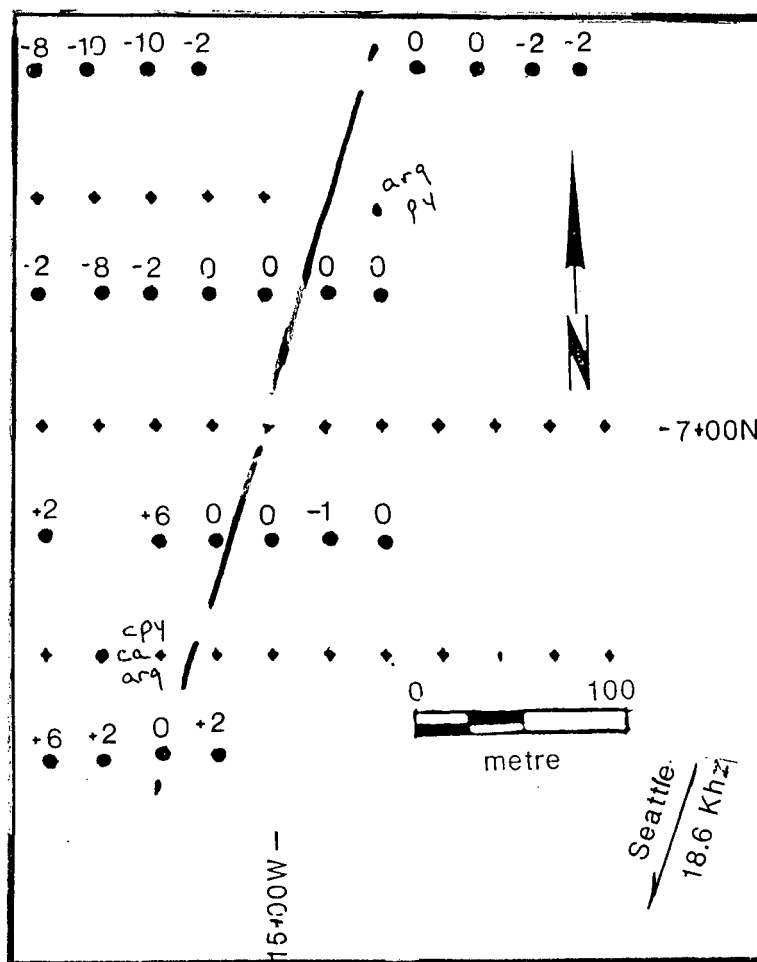 -8 -10 -10 -2 0 0 -2 -2
arg
py
-2 -8 -2 0 0 0 0
N
-7+00N
+2 +6 0 0 -1 0
cpy
ca
arg
0 100
metre
+6 +2 0 +2
Seattle
18.6 Khz
15+00W-